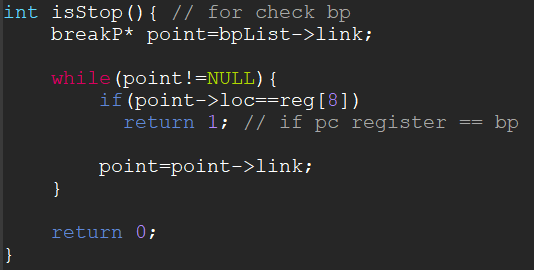 int isStop(){ // for check bp
    breakP* point=bpList->link;

    while(point!=NULL){
        if(point->loc==reg[8])
          return 1; // if pc register == bp

        point=point->link;
    }

    return 0;
}